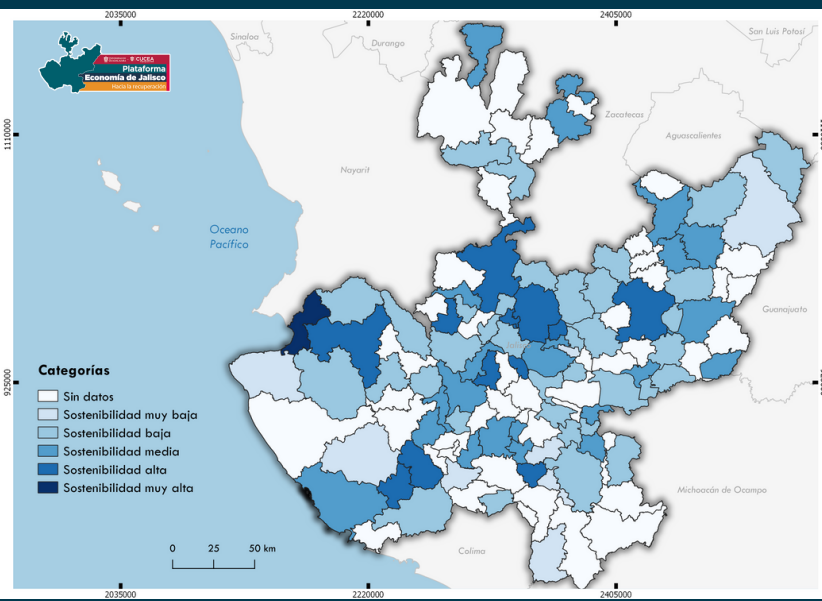 2035000
2220000
2405000
Sinaloa
Durango
San Luis Potosí
CUCEA
Plataforma
Economía de Jalisco
Hacia la recuperación
Zacatecas
Aguascalientes
1110000
Nayarit
Oceano
Pacífico
Guanajuato
Jalisco
925000
Categorías
Sin datos
Sostenibilidad muy baja
Sostenibilidad baja
Sostenibilidad media
Sostenibilidad alta
Sostenibilidad muy alta
Michoacán de Ocampo
0 25 50 km
Colima
2035000
2220000
2405000